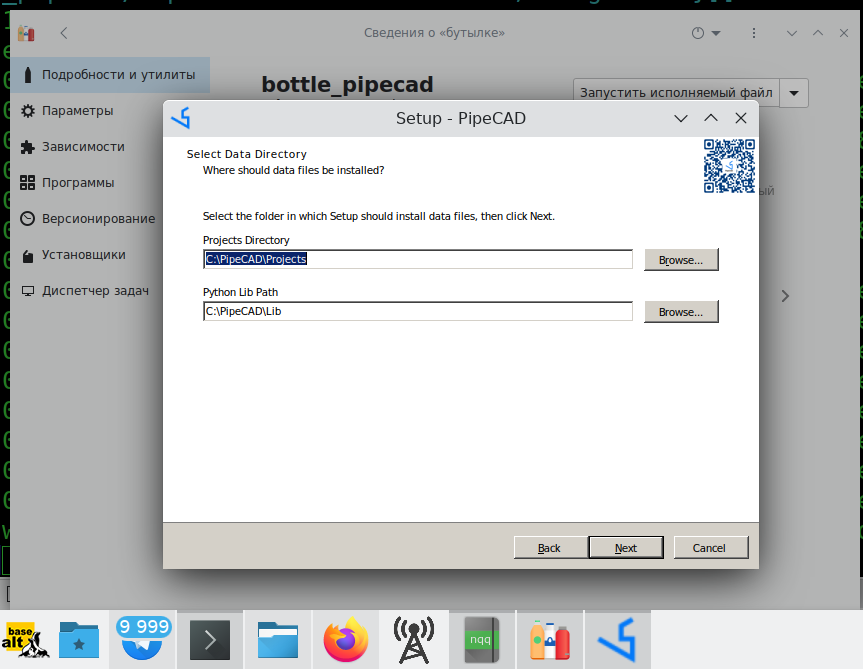 Сведения о «бутылке»
Подробности и утилиты
Параметры
Зависимости
Программы
Версионирование
Установщики
Диспетчер задач
bottle_pipecad
Запустить исполняемый файл
ый
Setup - PipeCAD
Select Data Directory
Where should data files be installed?
Select the folder in which Setup should install data files, then click Next.
Projects Directory
C:\PipeCAD\Projects
Browse...
Python Lib Path
C:\PipeCAD\Lib
Browse...
Back
Next
Cancel
base
alt
9 999
nqq